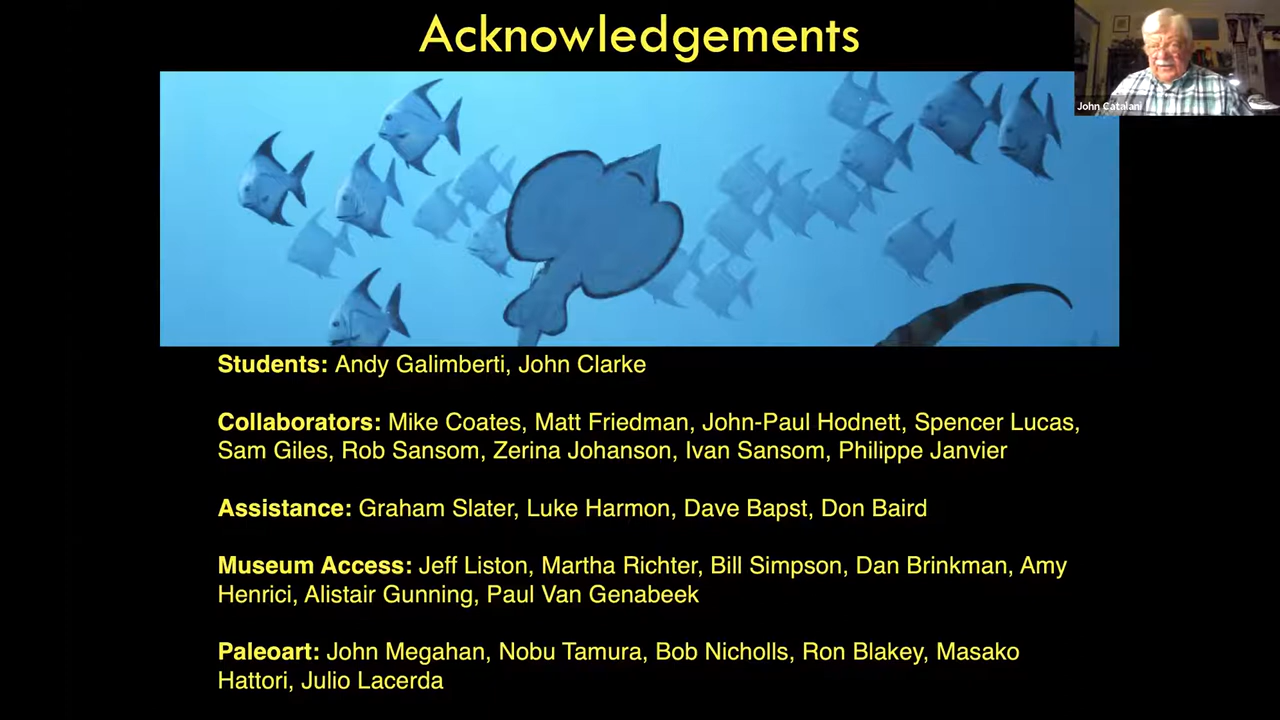 Acknowledgements
John Catalani
Students: Andy Galimberti, John Clarke
Collaborators: Mike Coates, Matt Friedman, John-Paul Hodnett, Spencer Lucas,
Sam Giles, Rob Sansom, Zerina Johanson, Ivan Sansom, Philippe Janvier
Assistance: Graham Slater, Luke Harmon, Dave Bapst, Don Baird
Museum Access: Jeff Liston, Martha Richter, Bill Simpson, Dan Brinkman, Amy
Henrici, Alistair Gunning, Paul Van Genabeek
Paleoart: John Megahan, Nobu Tamura, Bob Nicholls, Ron Blakey, Masako
Hattori, Julio Lacerda